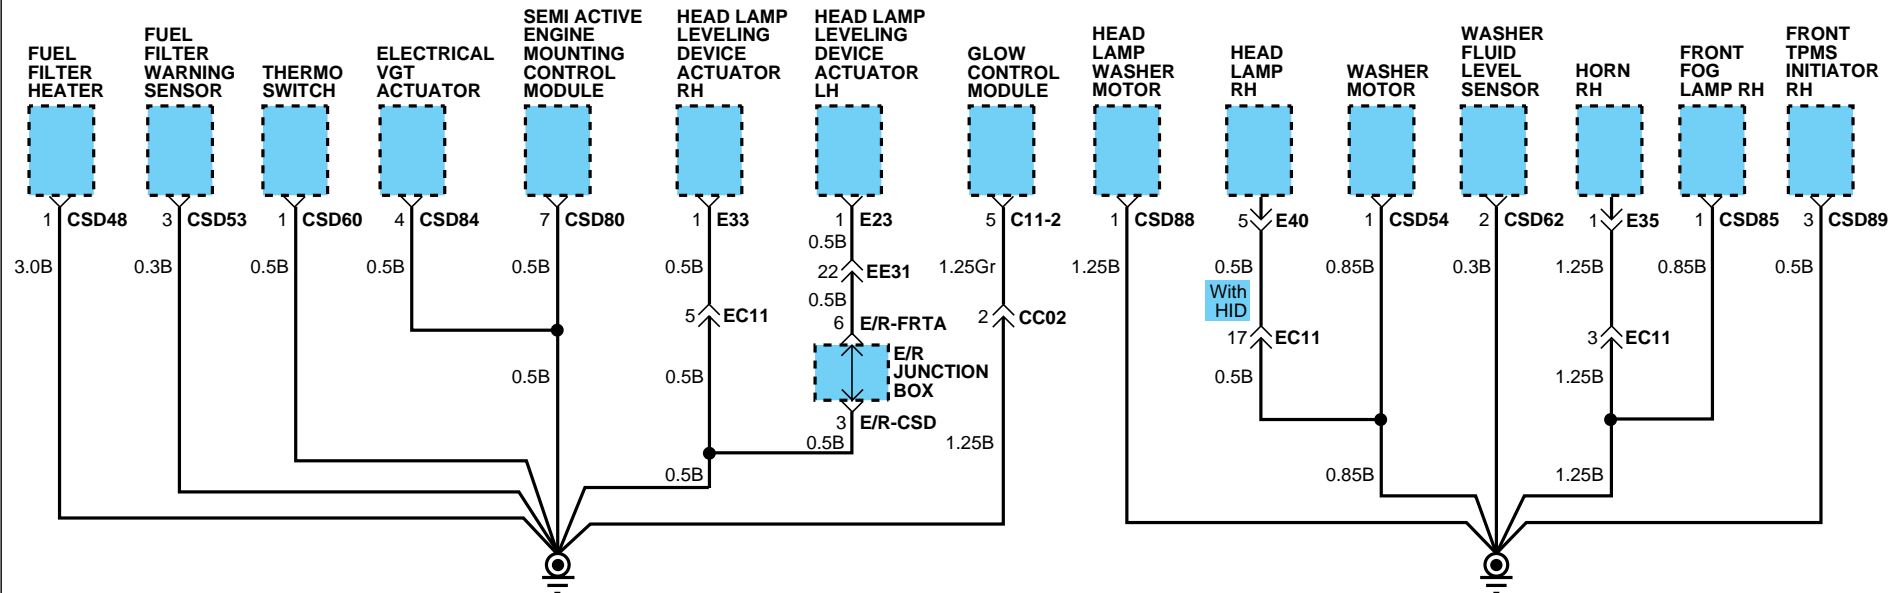 FUEL
FILTER
HEATER
FUEL
FILTER
WARNING
SENSOR
THERMO
SWITCH
ELECTRICAL
VGT
ACTUATOR
SEMI ACTIVE
ENGINE
MOUNTING
CONTROL
MODULE
HEAD LAMP
LEVELING
DEVICE
ACTUATOR
RH
HEAD LAMP
LEVELING
DEVICE
ACTUATOR
LH
GLOW
CONTROL
MODULE
HEAD
LAMP
WASHER
MOTOR
HEAD
LAMP
RH
WASHER
MOTOR
WASHER
FLUID
LEVEL
SENSOR
HORN
RH
FRONT
FOG
LAMP RH
FRONT
TPMS
INITIATOR
RH
1 CSD48
3 CSD53
1 CSD60
4 CSD84
7 CSD80
1 E33
1 E23
5 C11-2
1 CSD88
5 E40
1 CSD54
2 CSD62
1 E35
1 CSD85
3 CSD89
0.5B
3.0B
0.3B
0.5B
0.5B
0.5B
0.5B
22 EE31
1.25Gr
1.25B
0.5B
0.85B
0.3B
1.25B
0.85B
0.5B
With
HID
0.5B
5 EC11
6 E/R-FRTA
2 CC02
17 EC11
3 EC11
E/R
JUNCTION
BOX
0.5B
0.5B
0.5B
1.25B
3 E/R-CSD
0.5B
1.25B
0.5B
0.85B
1.25B